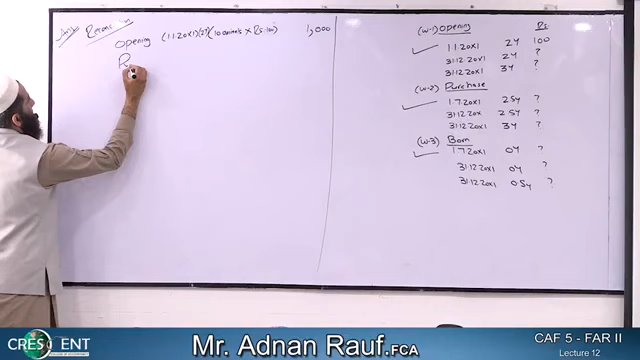 Reconciliation
Opening (1.1.20x1)(2Y)(10 animals x Rs.100) 1,000
P
(W-1) Opening Rs.
1.1.20x1 2Y 100
31.12.20x1 2Y ?
31.12.20x1 3Y ?
(W-2) Purchase
1.7.20x1 2.5Y ?
31.12.20x 2.5Y ?
31.12.20x1 3Y ?
(W-3) Born
1.7.20x1 0Y ?
31.12.20x1 0Y ?
31.12.20x1 0.5Y ?
CRESCENT
COLLEGE OF ACCOUNTANCY
Mr. Adnan Rauf.FCA
CAF 5 - FAR II
Lecture 12